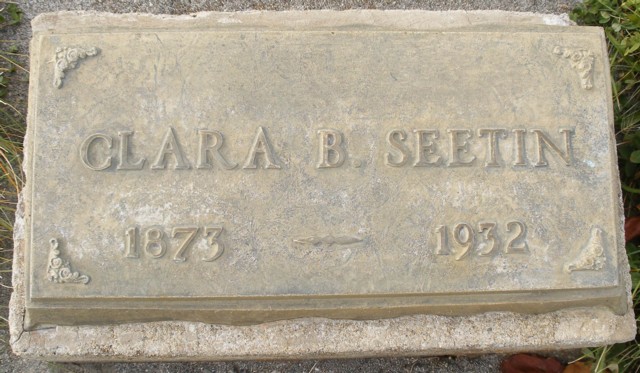 CLARA B. SEETIN
1873 - 1932